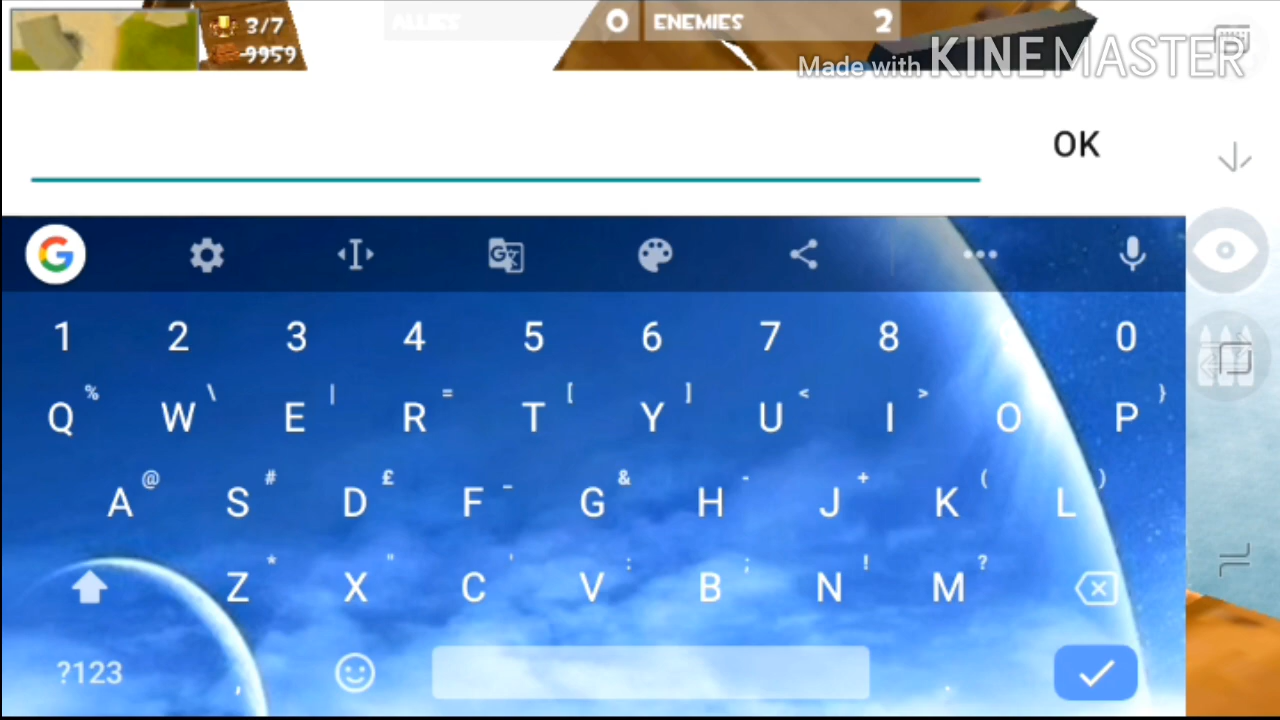 3/7 ALLIES 0 ENEMIES 2
-9959
Made with KINEMASTER
OK
1 2 3 4 5 6 7 8 0
% \ | = [ ] < > }
Q W E R T Y U I O P
@ # £ _ & - + ( )
A S D F G H J K L
* " ' : ; ! ?
Z X C V B N M
?123 , .